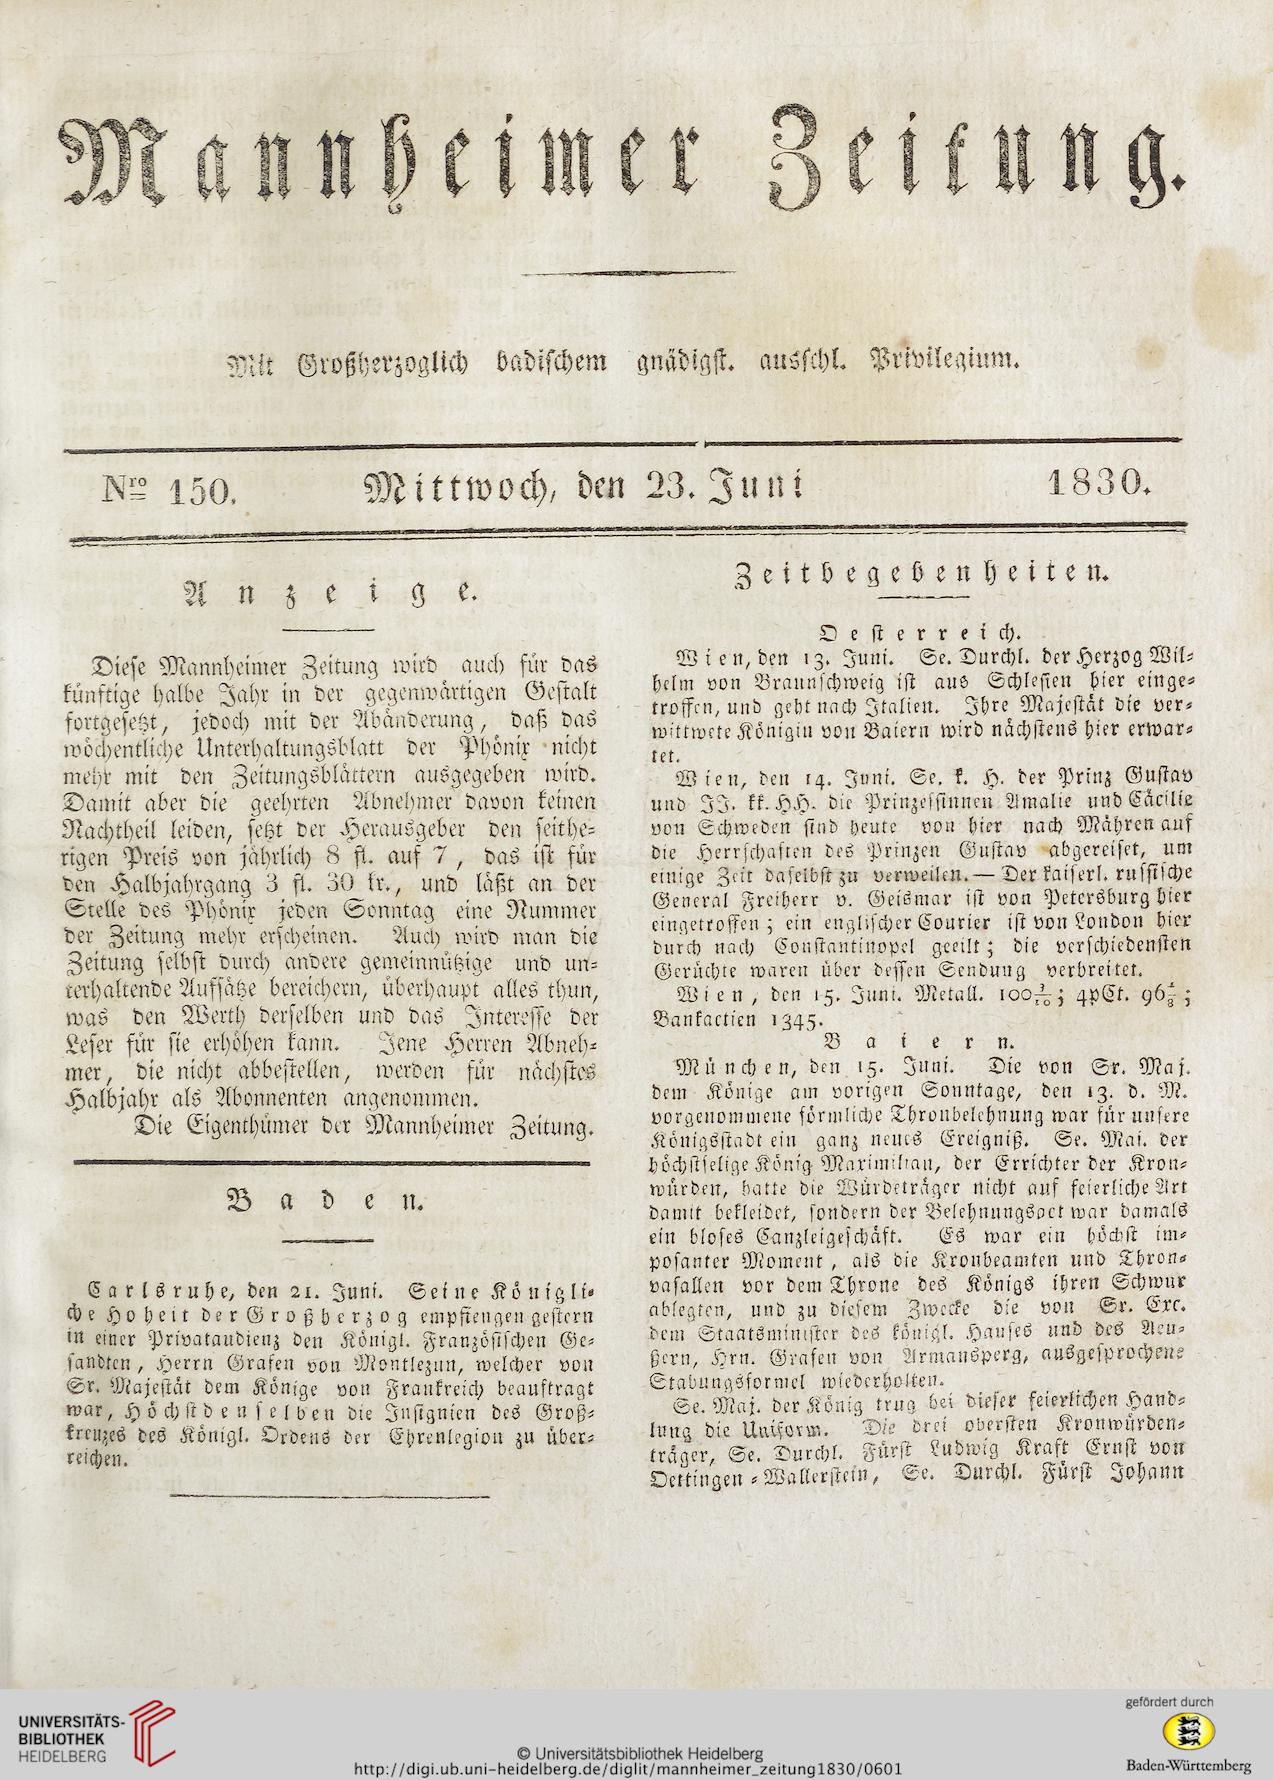 Mannheimer Zeitung.
Mit Großherzoglich badischem gnädigst. ausschl. Privilegium.
Nro 150. Mittwoch, den 23. Juni 1830.
Anzeige.
Diese Mannheimer Zeitung wird auch für das
künftige halbe Jahr in der gegenwärtigen Gestalt
fortgesetzt, jedoch mit der Abänderung, daß das
wöchentliche Unterhaltungsblatt der Phönix nicht
mehr mit den Zeitungsblättern ausgegeben wird.
Damit aber die geehrten Abnehmer davon keinen
Nachtheil leiden, setzt der Herausgeber den seithe-
rigen Preis von jährlich 8 fl. auf 7, das ist für
den Halbjahrgang 3 fl. 30 kr., und läßt an der
Stelle des Phönix jeden Sonntag eine Nummer
der Zeitung mehr erscheinen. Auch wird man die
Zeitung selbst durch andere gemeinnützige und un-
terhaltende Aufsätze bereichern, überhaupt alles thun,
was den Werth derselben und das Interesse der
Leser für sie erhöhen kann. Jene Herren Abneh-
mer, die nicht abbestellen, werden für nächstes
Halbjahr als Abonnenten angenommen.
Die Eigenthümer der Mannheimer Zeitung.
Baden.
Carlsruhe, den 21. Juni. Seine Königli-
che Hoheit der Großherzog empfiengen gestern
in einer Privataudienz den Königl. Französischen Ge-
sandten, Herrn Grafen von Montlezun, welcher von
Sr. Majestät dem Könige von Frankreich beauftragt
war, Höchstdenselben die Insignien des Groß-
kreuzes des Königl. Ordens der Ehrenlegion zu über-
reichen.
Zeitbegebenheiten.
Oesterreich.
Wien, den 13. Juni. Se. Durchl. der Herzog Wil-
helm von Braunschweig ist aus Schlesien hier einge-
troffen, und geht nach Italien. Ihre Majestät die ver-
wittwete Königin von Baiern wird nächstens hier erwar-
tet.
Wien, den 14. Juni. Se. k. H. der Prinz Gustav
und II. kk. HH. die Prinzessinnen Amalie und Cäcilie
von Schweden sind heute von hier nach Mähren auf
die Herrschaften des Prinzen Gustav abgereiset, um
einige Zeit daselbst zu verweilen. — Der kaiserl. russische
General Freiherr v. Geismar ist von Petersburg hier
eingetroffen; ein englischer Courier ist von London hier
durch nach Constantinopel geeilt; die verschiedensten
Gerüchte waren über dessen Sendung verbreitet.
Wien, den 15. Juni. Metall. 100 3/10; 4pCt. 96 1/8;
Bankactien 1345.
Baiern.
München, den 15. Juni. Die von Sr. Maj.
dem Könige am vorigen Sonntage, den 13. d. M.
vorgenommene förmliche Thronbelehnung war für unsere
Königsstadt ein ganz neues Ereigniß. Se. Maj. der
höchstselige König Maximilian, der Errichter der Kron-
würden, hatte die Würdeträger nicht auf feierliche Art
damit bekleidet, sondern der Belehnungsact war damals
ein bloses Canzleigeschäft. Es war ein höchst im-
posanter Moment, als die Kronbeamten und Thron-
vasallen vor dem Throne des Königs ihren Schwur
ablegten, und zu diesem Zwecke die von Sr. Exc.
dem Staatsminister des königl. Hauses und des Aeu-
ßern, Hrn. Grafen von Armansperg, ausgesprochene
Stabungsformel wiederholten.
Se. Maj. der König trug bei dieser feierlichen Hand-
lung die Uniform. Die drei obersten Kronwürden-
träger, Se. Durchl. Fürst Ludwig Kraft Ernst von
Oettingen-Wallerstein, Se. Durchl. Fürst Johann
UNIVERSITÄTS-
BIBLIOTHEK
HEIDELBERG
© Universitätsbibliothek Heidelberg
http://digi.ub.uni-heidelberg.de/diglit/mannheimer_zeitung1830/0601
gefördert durch
Baden-Württemberg